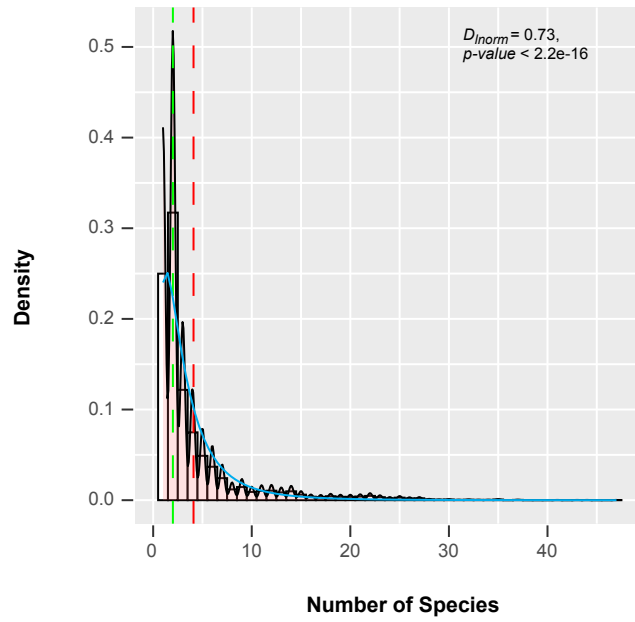 D_lnorm = 0.73,
p-value < 2.2e-16
Density
0.5
0.4
0.3
0.2
0.1
0.0
0
10
20
30
40
Number of Species